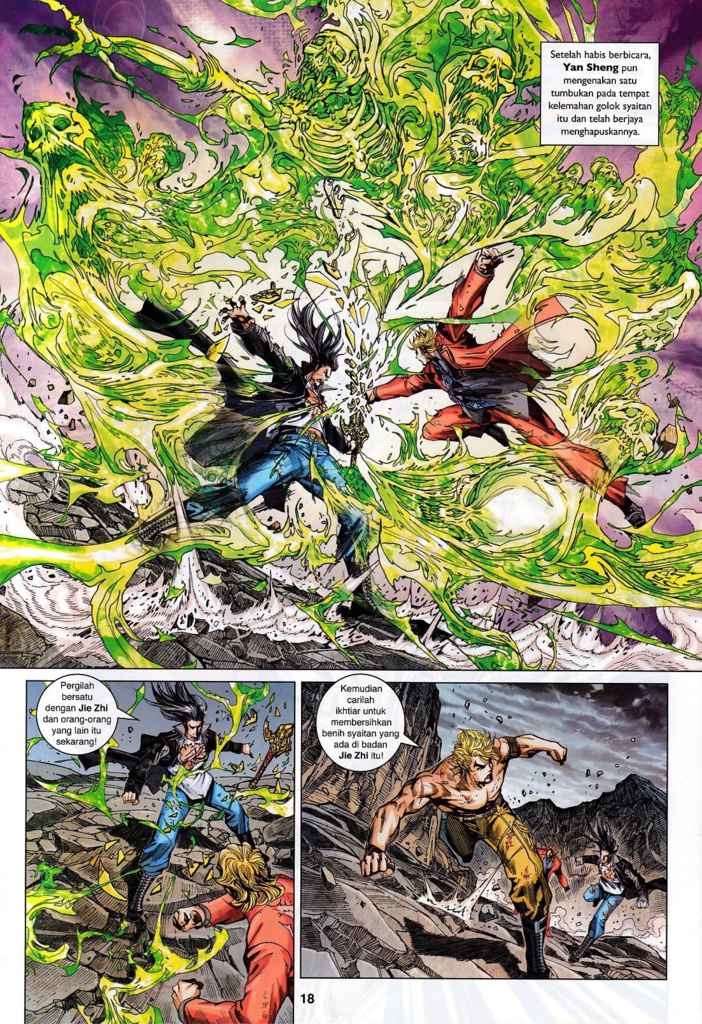 Setelah habis berbicara,
Yan Sheng pun
mengenakan satu
tumbukan pada tempat
kelemahan golok syaitan
itu dan telah berjaya
menghapuskannya.
Pergilah
bersatu
dengan Jie Zhi
dan orang-orang
yang lain itu
sekarang!
Kemudian
carilah
ikhtiar untuk
membersihkan
benih syaitan yang
ada di badan
Jie Zhi itu!
18